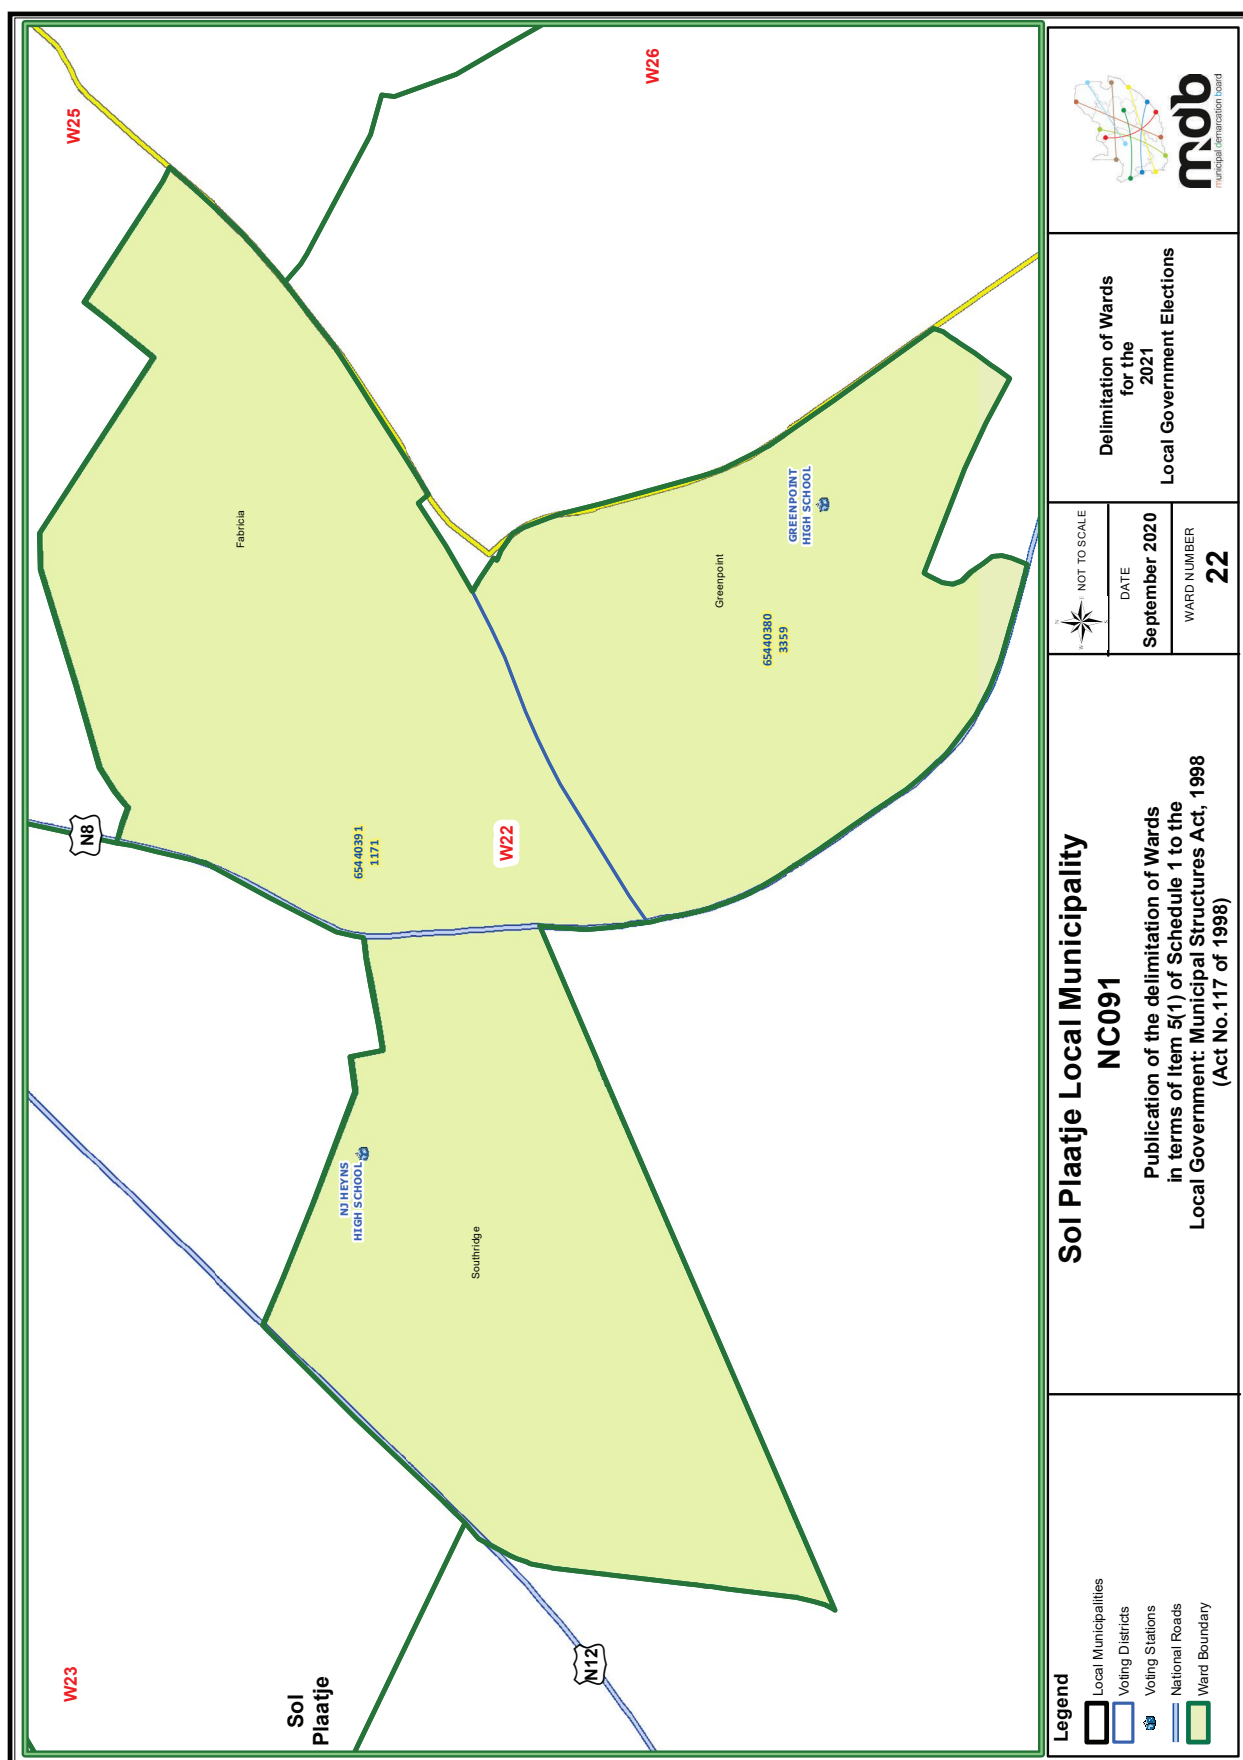 W23
W25
W26
W22
Sol
Plaatje
N12
N8
NJ HEYNS
HIGH SCHOOL
Southridge
65440391
1171
Fabricia
65440380
3359
Greenpoint
GREENPOINT
HIGH SCHOOL
Legend
Local Municipalities
Voting Districts
Voting Stations
National Roads
Ward Boundary
Sol Plaatje Local Municipality
NC091
Publication of the delimitation of Wards
in terms of Item 5(1) of Schedule 1 to the
Local Government: Municipal Structures Act, 1998
(Act No.117 of 1998)
NOT TO SCALE
DATE
September 2020
WARD NUMBER
22
Delimitation of Wards
for the
2021
Local Government Elections
mdb
municipal demarcation board